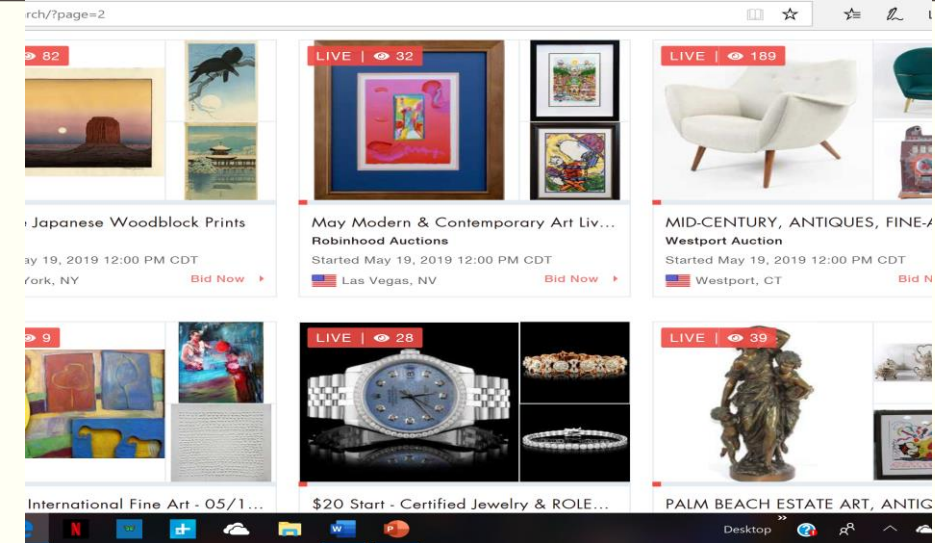 rch/?page=2
82
LIVE | 32
LIVE | 189
Japanese Woodblock Prints
May Modern & Contemporary Art Liv...
MID-CENTURY, ANTIQUES, FINE-A
Robinhood Auctions
Westport Auction
ay 19, 2019 12:00 PM CDT
Started May 19, 2019 12:00 PM CDT
Started May 19, 2019 12:00 PM CDT
York, NY
Bid Now
Las Vegas, NV
Bid Now
Westport, CT
Bid N
9
LIVE | 28
LIVE | 39
International Fine Art - 05/1...
$20 Start - Certified Jewelry & ROLE...
PALM BEACH ESTATE ART, ANTIQ
Desktop